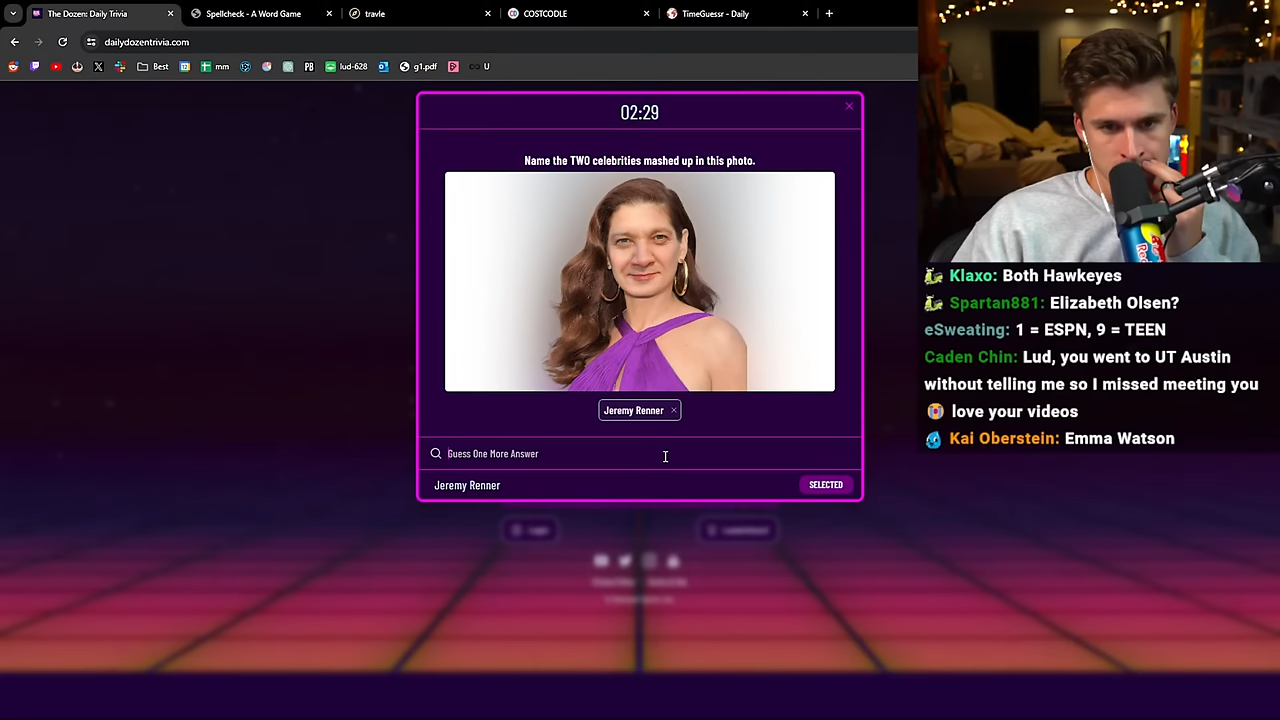 The Dozen: Daily Trivia
Spellcheck - A Word Game
travle
COSTCODLE
TimeGuessr - Daily
dailydozentrivia.com
Best
mm
lud-628
g1.pdf
U
02:29
Name the TWO celebrities mashed up in this photo.
Jeremy Renner
Guess One More Answer
Jeremy Renner
SELECTED
Klaxo: Both Hawkeyes
Spartan881: Elizabeth Olsen?
eSweating: 1 = ESPN, 9 = TEEN
Caden Chin: Lud, you went to UT Austin
without telling me so I missed meeting you
love your videos
Kai Oberstein: Emma Watson